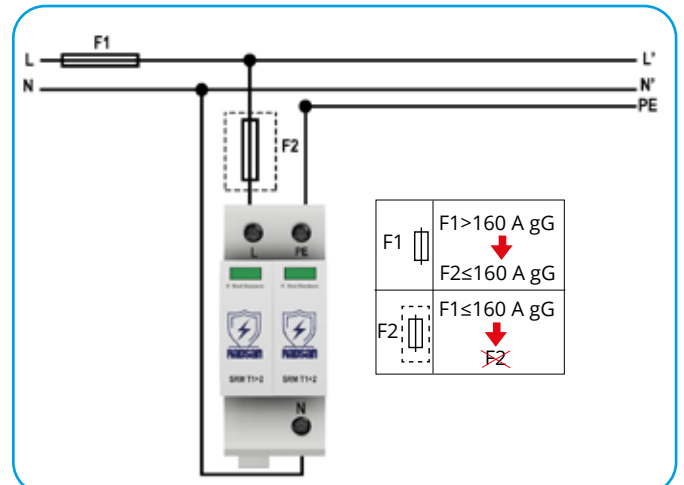 F1
L
L'
N
N'
PE
F2
L
PE
SRM T1+2
SRM T1+2
N
F1
F1>160 A gG
F2≤160 A gG
F2
F1≤160 A gG
F2